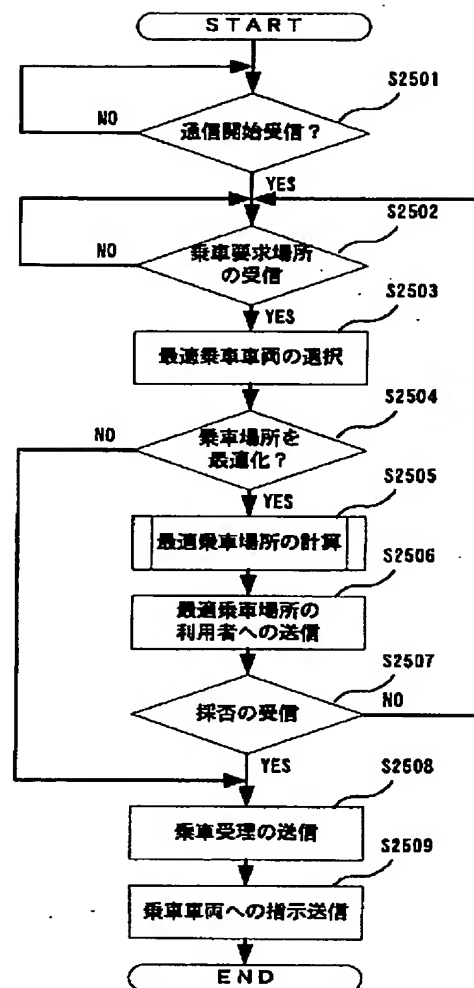 START
S2501
通信開始受信？
NO
YES
S2502
乗車要求場所
の受信
NO
YES
S2503
最速乗車車両の選択
S2504
乗車場所を
最適化？
NO
YES
S2505
最適乗車場所の計算
S2506
最適乗車場所の
利用者への送信
S2507
採否の受信
NO
YES
S2508
乗車受理の送信
S2509
乗車車両への指示送信
END